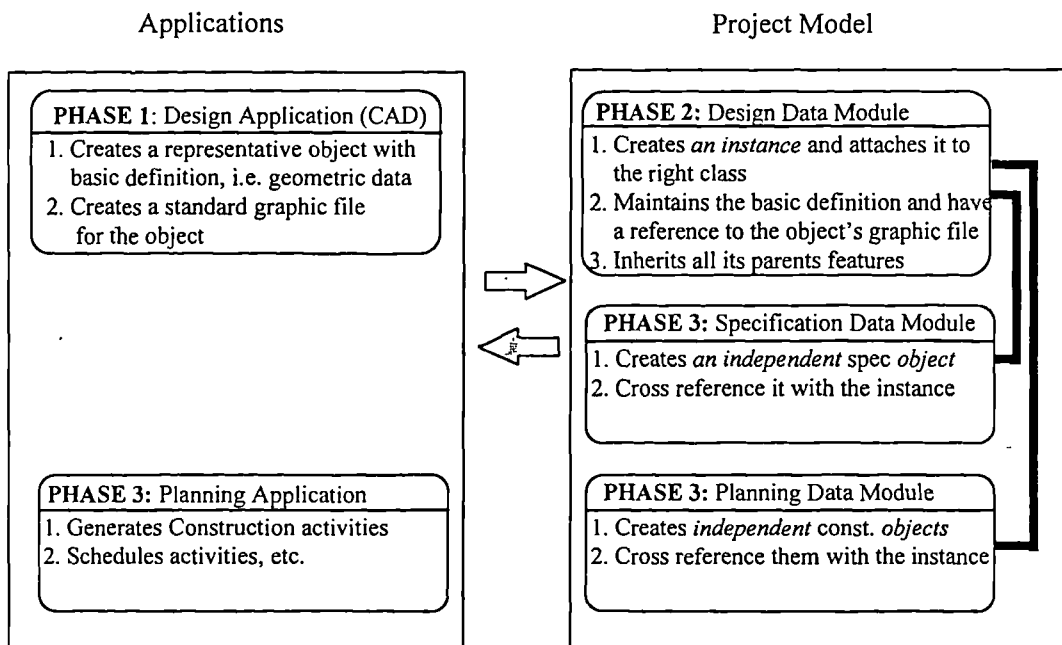 Applications
PHASE 1: Design Application (CAD)
1. Creates a representative object with
basic definition, i.e. geometric data
2. Creates a standard graphic file
for the object
PHASE 3: Planning Application
1. Generates Construction activities
2. Schedules activities, etc.
Project Model
PHASE 2: Design Data Module
1. Creates an instance and attaches it to
the right class
2. Maintains the basic definition and have
a reference to the object's graphic file
3. Inherits all its parents features
PHASE 3: Specification Data Module
1. Creates an independent spec object
2. Cross reference it with the instance
PHASE 3: Planning Data Module
1. Creates independent const. objects
2. Cross reference them with the instance